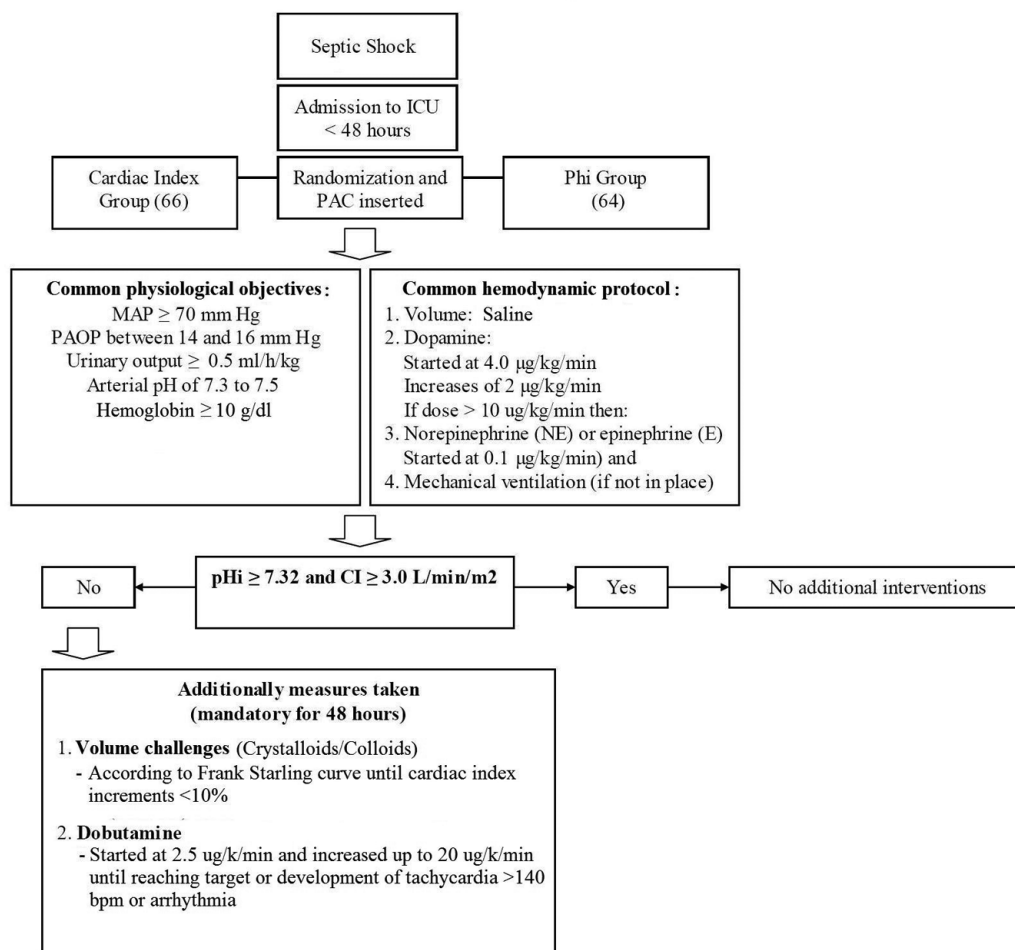 Septic Shock
Admission to ICU
< 48 hours
Cardiac Index
Group (66)
Randomization and
PAC inserted
Phi Group
(64)
Common physiological objectives:
MAP ≥ 70 mm Hg
PAOP between 14 and 16 mm Hg
Urinary output ≥ 0.5 ml/h/kg
Arterial pH of 7.3 to 7.5
Hemoglobin ≥ 10 g/dl
Common hemodynamic protocol:
1. Volume: Saline
2. Dopamine:
Started at 4.0 μg/kg/min
Increases of 2 μg/kg/min
If dose > 10 ug/kg/min then:
3. Norepinephrine (NE) or epinephrine (E)
Started at 0.1 μg/kg/min) and
4. Mechanical ventilation (if not in place)
No
pHi ≥ 7.32 and CI ≥ 3.0 L/min/m2
Yes
No additional interventions
Additionally measures taken
(mandatory for 48 hours)
1. Volume challenges (Crystalloids/Colloids)
- According to Frank Starling curve until cardiac index
increments <10%
2. Dobutamine
- Started at 2.5 ug/k/min and increased up to 20 ug/k/min
until reaching target or development of tachycardia >140
bpm or arrhythmia